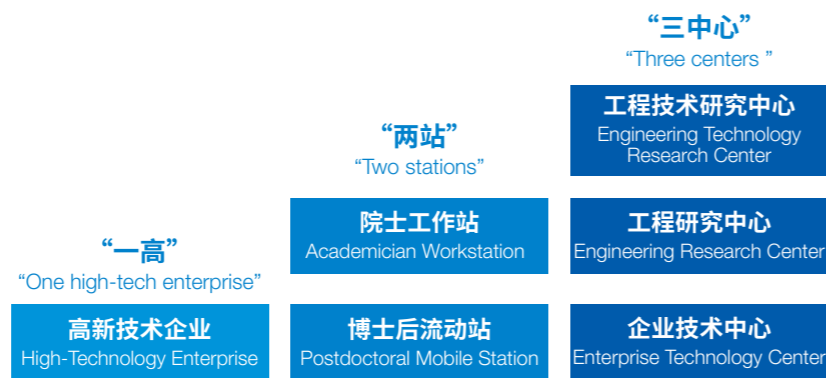 “一高”
“One high-tech enterprise”
高新技术企业
High-Technology Enterprise
“两站”
“Two stations”
院士工作站
Academician Workstation
博士后流动站
Postdoctoral Mobile Station
“三中心”
“Three centers ”
工程技术研究中心
Engineering Technology
Research Center
工程研究中心
Engineering Research Center
企业技术中心
Enterprise Technology Center